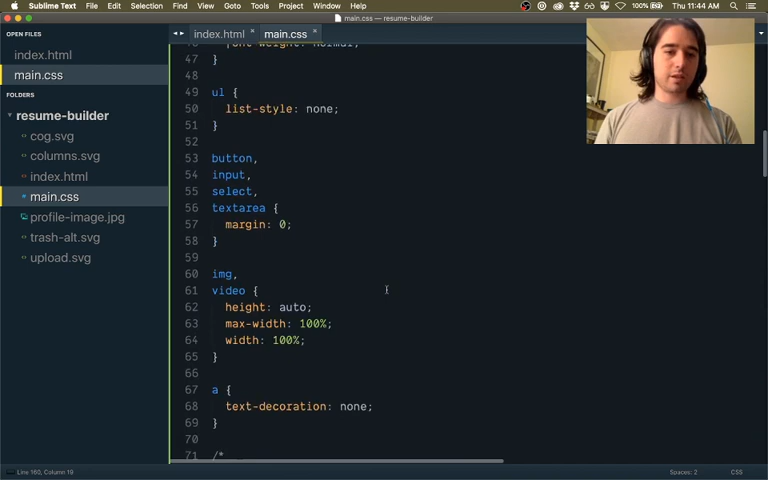 Sublime Text File Edit Selection Find View Goto Tools Project Window Help 100% Thu 11:44 AM
main.css — resume-builder
OPEN FILES
index.html
main.css
FOLDERS
resume-builder
cog.svg
columns.svg
index.html
main.css
profile-image.jpg
trash-alt.svg
upload.svg
index.html × main.css ×
46 font-weight: normal;
47 }
48
49 ul {
50 list-style: none;
51 }
52
53 button,
54 input,
55 select,
56 textarea {
57 margin: 0;
58 }
59
60 img,
61 video {
62 height: auto;
63 max-width: 100%;
64 width: 100%;
65 }
66
67 a {
68 text-decoration: none;
69 }
70
71 /*
Line 160, Column 19 Spaces: 2 CSS